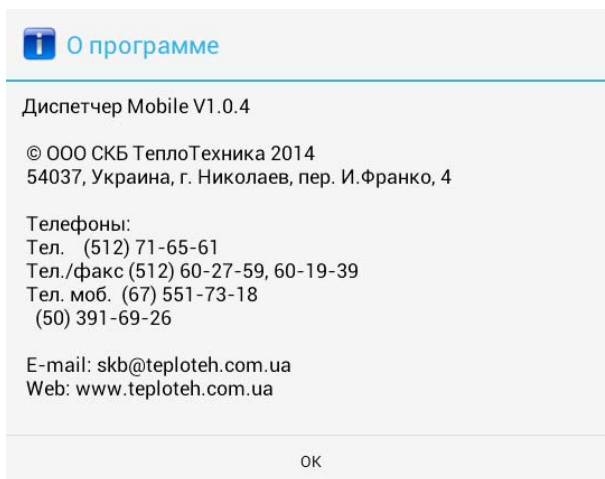 О программе
Диспетчер Mobile V1.0.4
© ООО СКБ ТеплоТехника 2014
54037, Украина, г. Николаев, пер. И.Франко, 4
Телефоны:
Тел. (512) 71-65-61
Тел./факс (512) 60-27-59, 60-19-39
Тел. моб. (67) 551-73-18
(50) 391-69-26
E-mail: skb@teploteh.com.ua
Web: www.teploteh.com.ua
OK